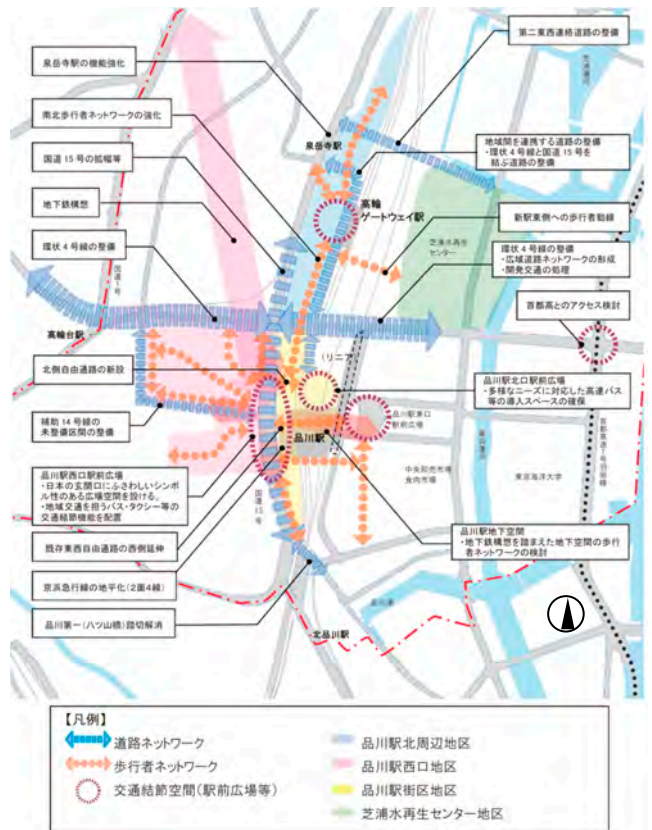 第二東西連絡道路の整備
泉岳寺駅の機能強化
芝浦運河
南北歩行者ネットワークの強化
泉岳寺駅
地域間を連携する道路の整備
・環状4号線と国道15号を
結ぶ道路の整備
国道15号の拡幅等
高輪
ゲートウェイ駅
地下鉄構想
新駅東側への歩行者動線
芝浦水再生
センター
環状4号線の整備
国道1号
環状4号線の整備
・広域道路ネットワークの形成
・開発交通の処理
首都高とのアクセス検討
高輪台駅
(リニア)
北側自由通路の新設
品川駅北口駅前広場
・多様なニーズに対応した高速バス
等の導入スペースの確保
補助14号線の
未整備区間の整備
品川駅東口
駅前広場
品川駅
高浜運河
首都高速1号羽田線
品川駅西口駅前広場
・日本の玄関口にふさわしいシンボ
ル性のある広場空間を設ける。
・地域交通を担うバス・タクシー等の
交通結節機能を配置
中央卸売市場
食肉市場
東京海洋大学
国道15号
品川駅地下空間
・地下鉄構想を踏まえた地下空間の歩行
者ネットワークの検討
既存東西自由通路の西側延伸
京浜急行線の地平化(2面4線)
品川第一(八ツ山橋)踏切解消
北品川駅
【凡例】
道路ネットワーク
歩行者ネットワーク
交通結節空間(駅前広場等)
品川駅北周辺地区
品川駅西口地区
品川駅街区地区
芝浦水再生センター地区